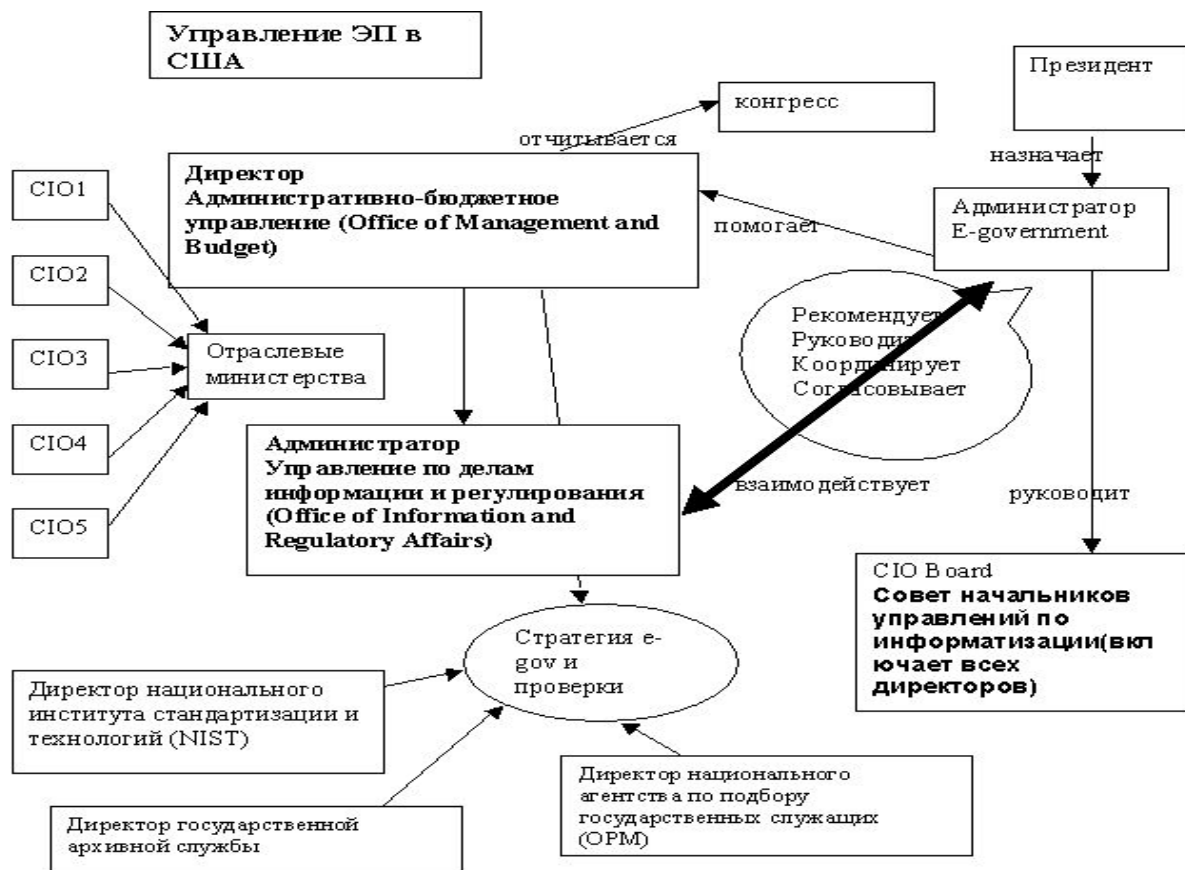 Управление ЭП в
США
Президент
конгресс
отчитывается
назначает
CIO1
CIO2
CIO3
CIO4
CIO5
Директор
Административно-бюджетное
управление (Office of Management and
Budget)
помогает
Администратор
E-government
Отраслевые
министерства
Рекомендует
Руководит
Координирует
Согласовывает
Администратор
Управление по делам
информации и регулирования
(Office of Information and
Regulatory Affairs)
взаимодействует
руководит
CIO Board
Совет начальников
управлений по
информатизации(вкл
ючает всех
директоров)
Стратегия e-
gov и
проверки
Директор национального
института стандартизации и
технологий (NIST)
Директор государственной
архивной службы
Директор национального
агентства по подбору
государственных служащих
(OPM)